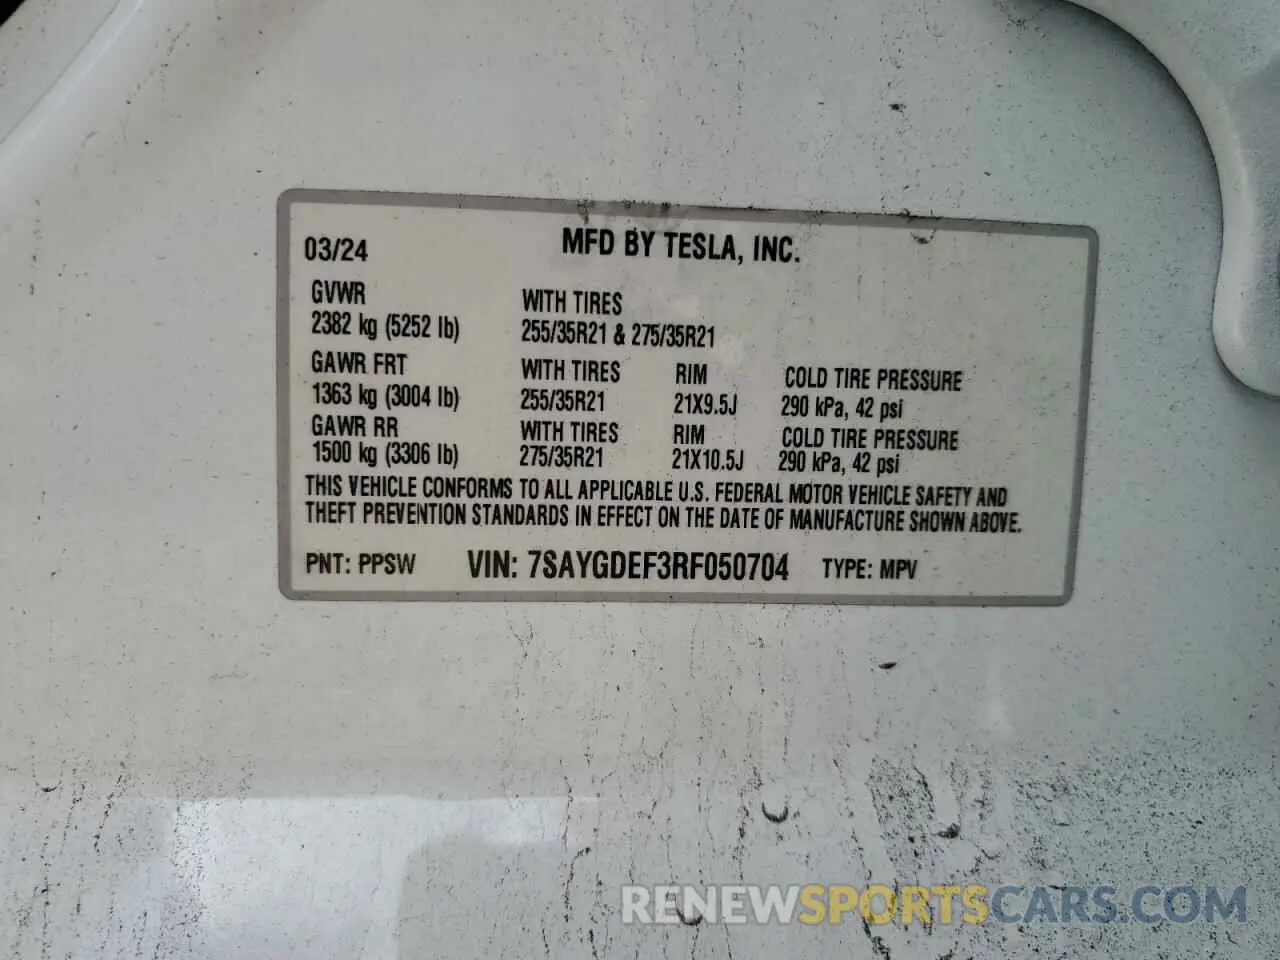 03/24 MFD BY TESLA, INC.
GVWR WITH TIRES
2382 kg (5252 lb) 255/35R21 & 275/35R21
GAWR FRT WITH TIRES RIM COLD TIRE PRESSURE
1363 kg (3004 lb) 255/35R21 21X9.5J 290 kPa, 42 psi
GAWR RR WITH TIRES RIM COLD TIRE PRESSURE
1500 kg (3306 lb) 275/35R21 21X10.5J 290 kPa, 42 psi
THIS VEHICLE CONFORMS TO ALL APPLICABLE U.S. FEDERAL MOTOR VEHICLE SAFETY AND
THEFT PREVENTION STANDARDS IN EFFECT ON THE DATE OF MANUFACTURE SHOWN ABOVE.
PNT: PPSW VIN: 7SAYGDEF3RF050704 TYPE: MPV
RENEWSPORTSCARS.COM